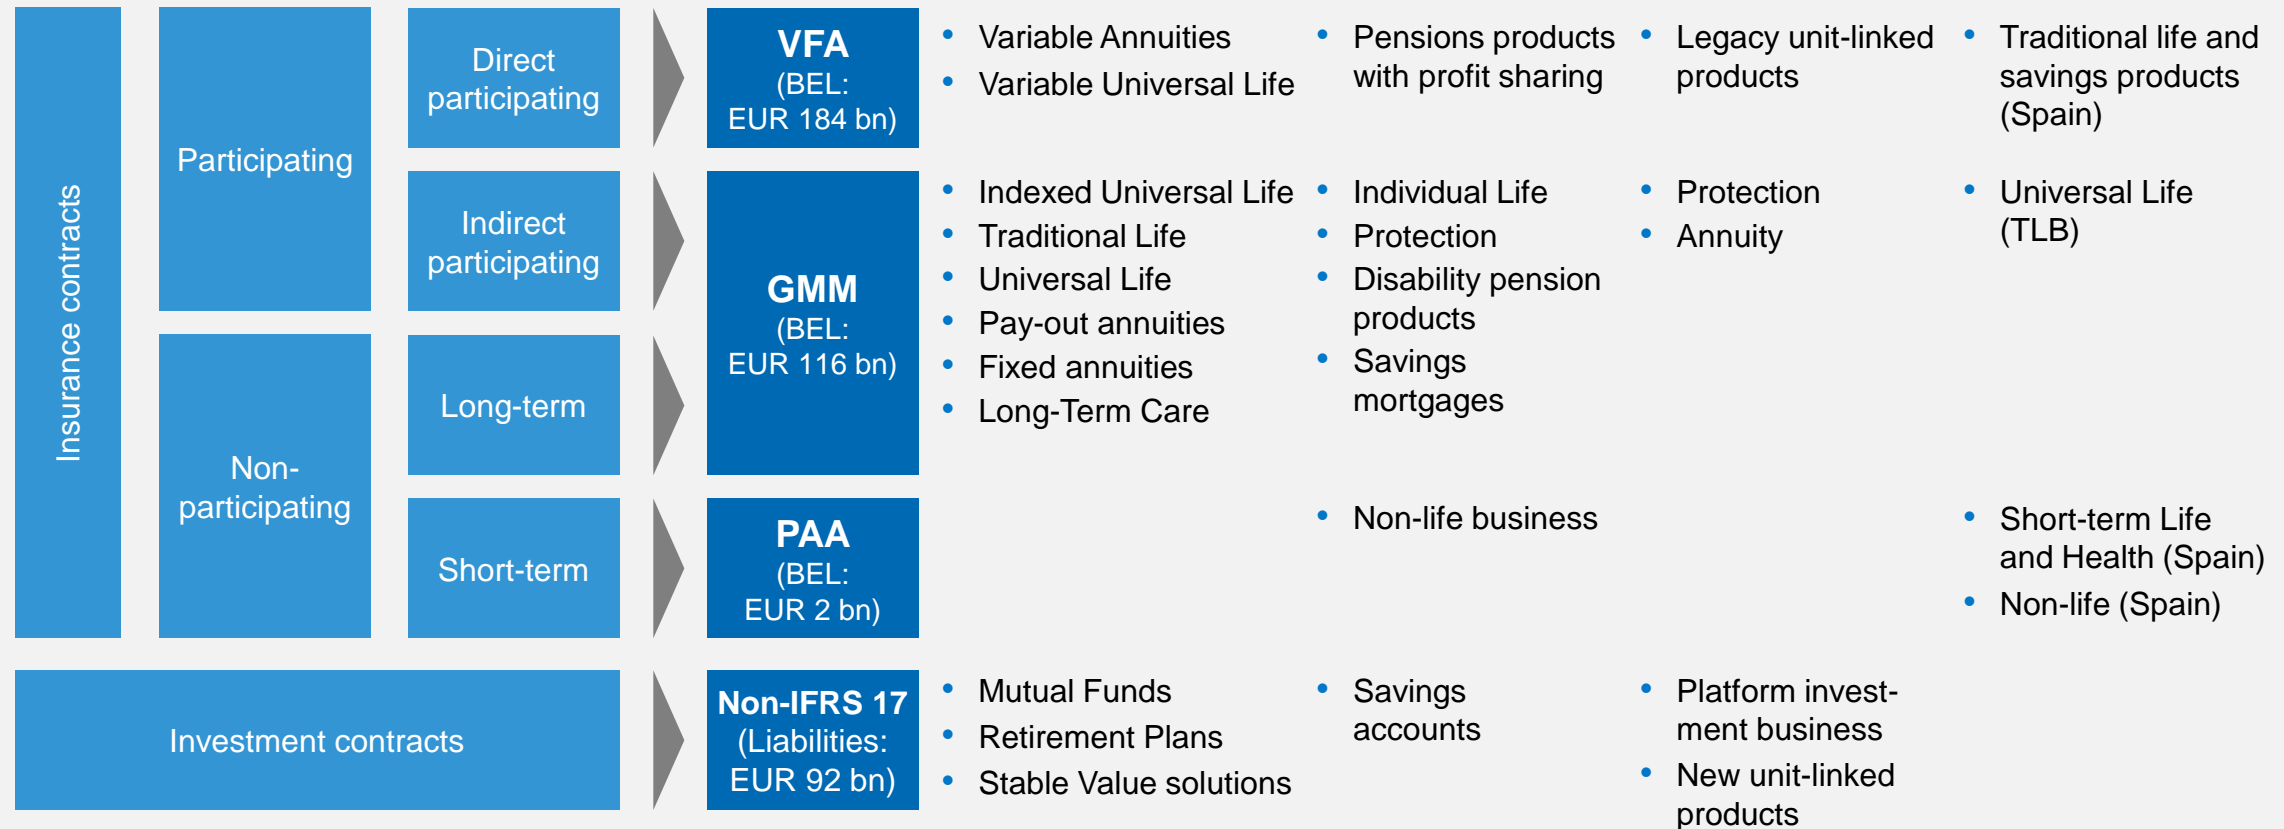 Insurance contracts
Participating
Non-
participating
Direct
participating
Indirect
participating
Long-term
Short-term
Investment contracts
VFA
(BEL:
EUR 184 bn)
• Variable Annuities
• Variable Universal Life
• Pensions products
with profit sharing
• Legacy unit-linked
products
• Traditional life and
savings products
(Spain)
GMM
(BEL:
EUR 116 bn)
• Indexed Universal Life
• Traditional Life
• Universal Life
• Pay-out annuities
• Fixed annuities
• Long-Term Care
• Individual Life
• Protection
• Disability pension
products
• Savings
mortgages
• Protection
• Annuity
• Universal Life
(TLB)
PAA
(BEL:
EUR 2 bn)
• Non-life business
• Short-term Life
and Health (Spain)
• Non-life (Spain)
Non-IFRS 17
(Liabilities:
EUR 92 bn)
• Mutual Funds
• Retirement Plans
• Stable Value solutions
• Savings
accounts
• Platform invest-
ment business
• New unit-linked
products